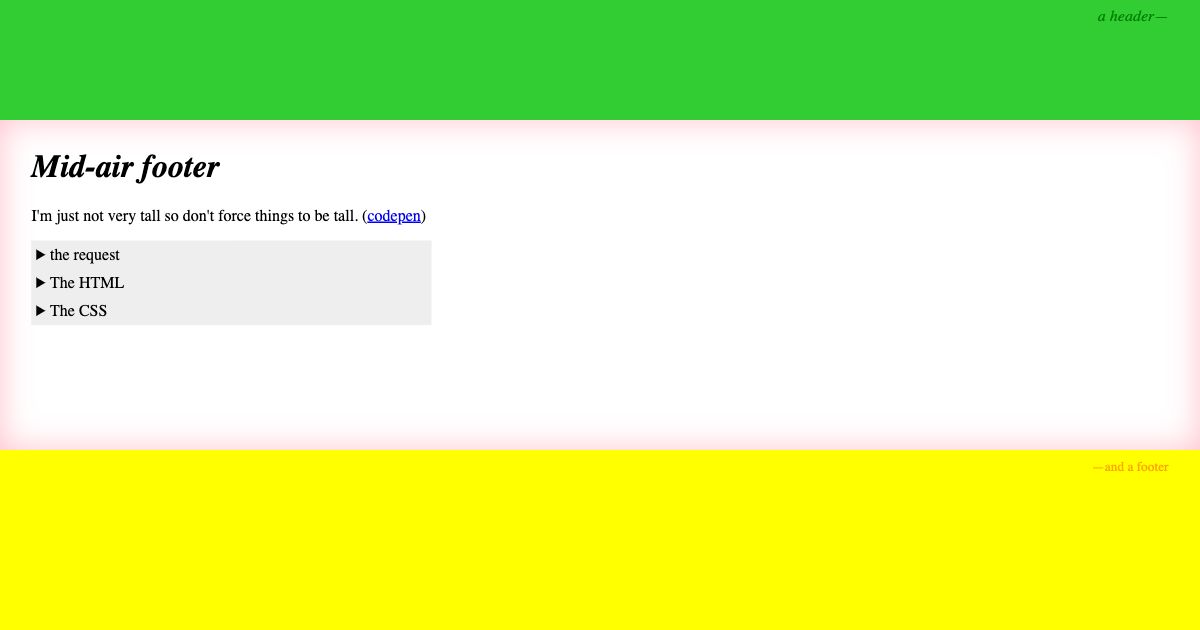 a header—
Mid-air footer
I'm just not very tall so don't force things to be tall. (codepen)
▶ the request
▶ The HTML
▶ The CSS
—and a footer